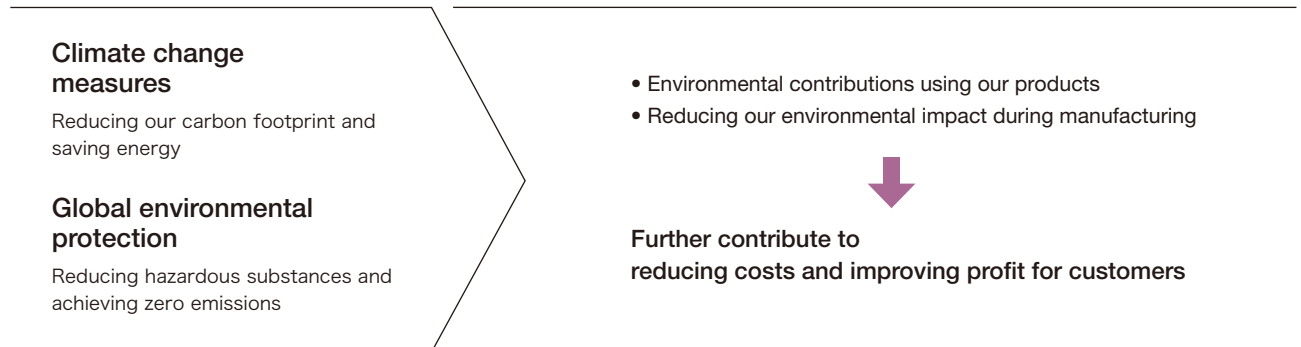 Climate change
measures
Reducing our carbon footprint and
saving energy
Global environmental
protection
Reducing hazardous substances and
achieving zero emissions
• Environmental contributions using our products
• Reducing our environmental impact during manufacturing
Further contribute to
reducing costs and improving profit for customers